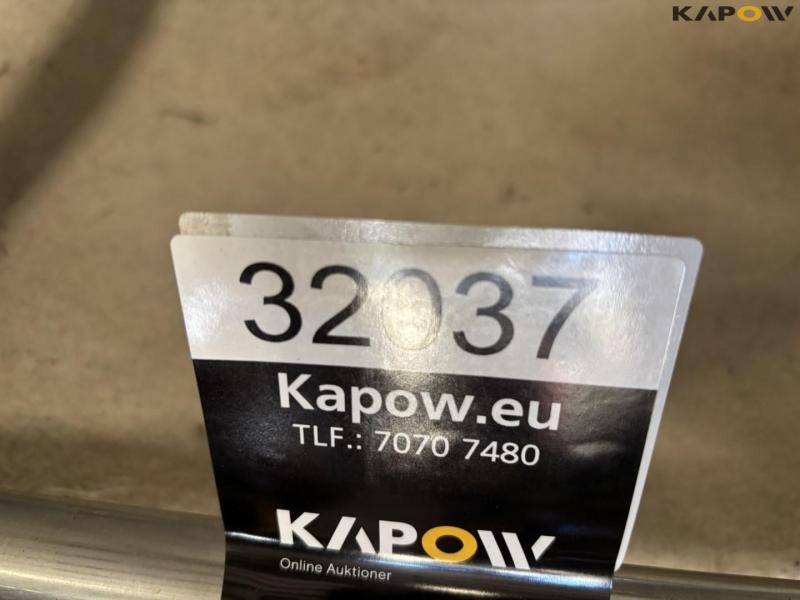 KAPOW
32037
Kapow.eu
TLF.: 7070 7480
KAPOW
Online Auktioner